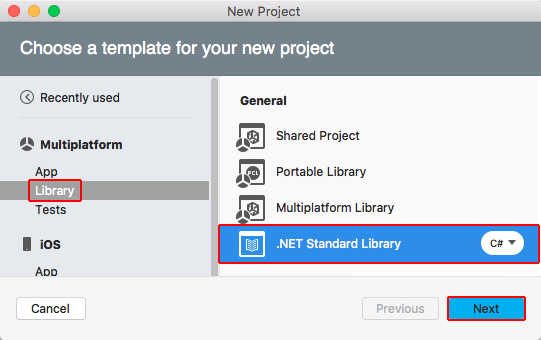 New Project
Choose a template for your new project
Recently used
Multiplatform
App
Library
Tests
iOS
App
General
Shared Project
Portable Library
PCL
Multiplatform Library
.NET Standard Library
C#
Cancel
Previous
Next